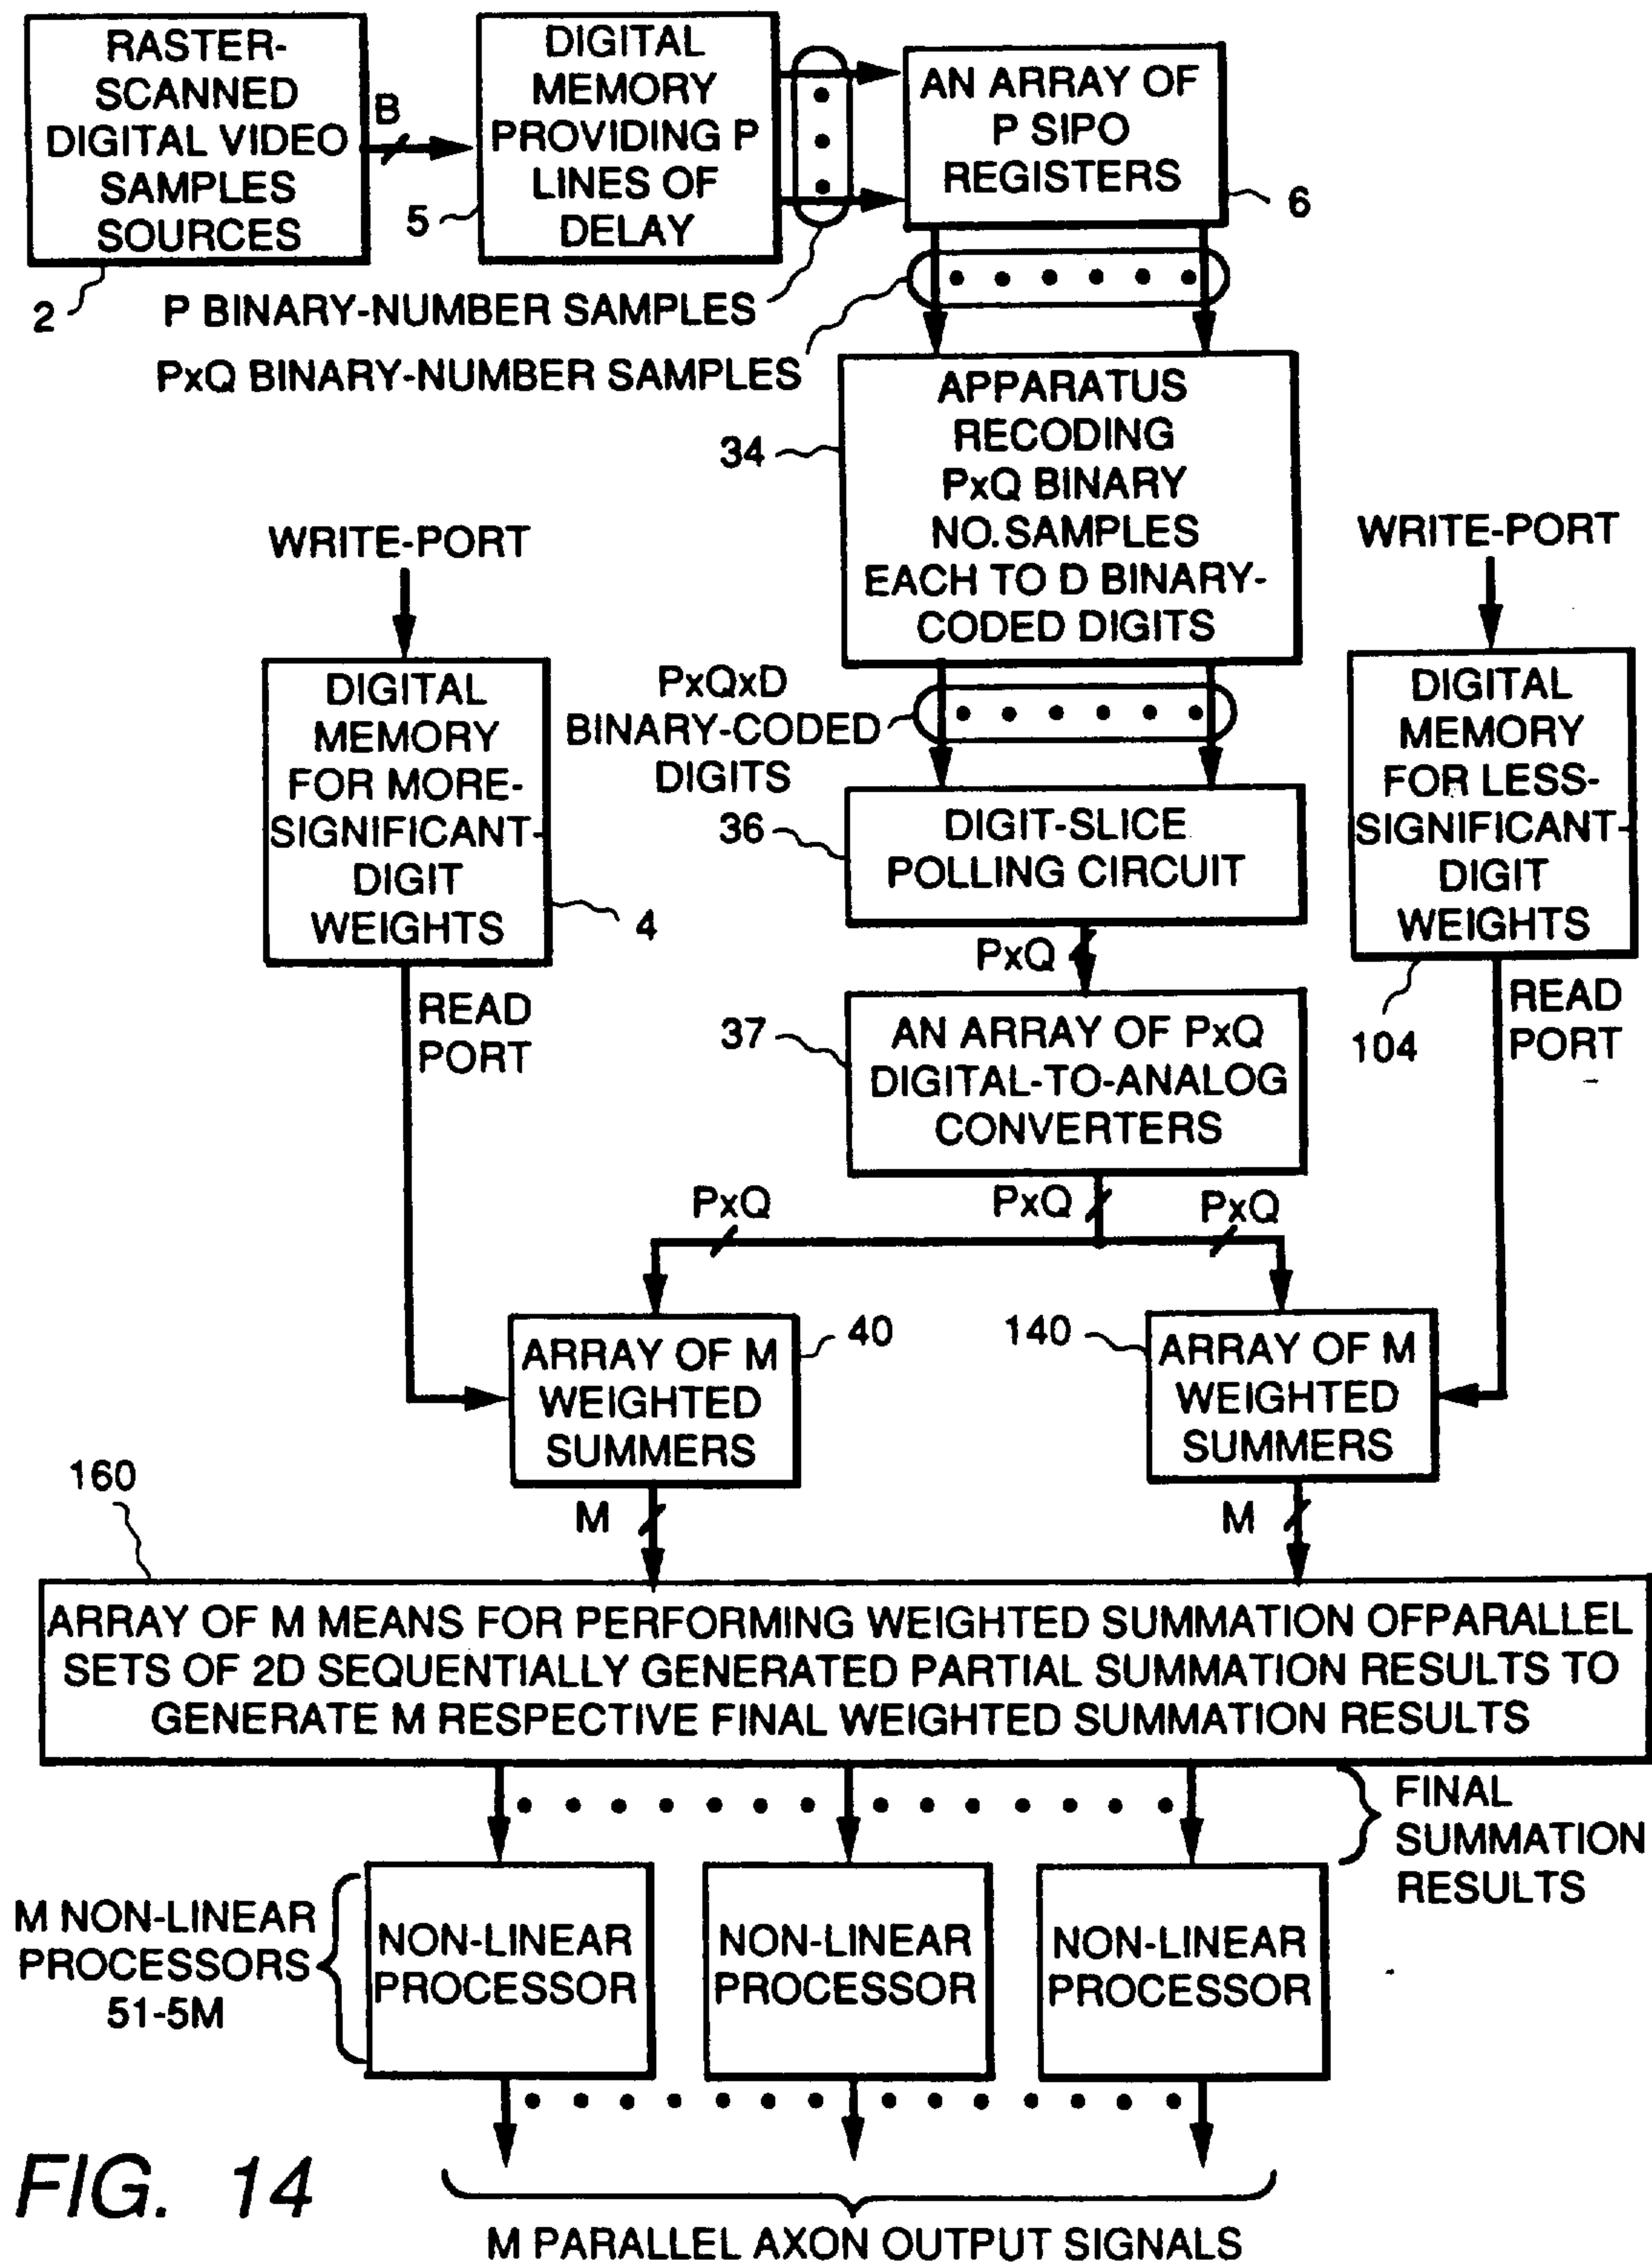 RASTER-
SCANNED
DIGITAL VIDEO
SAMPLES
SOURCES
2
B
DIGITAL
MEMORY
PROVIDING P
LINES OF
DELAY
5
AN ARRAY OF
P SIPO
REGISTERS
6
P BINARY-NUMBER SAMPLES
PxQ BINARY-NUMBER SAMPLES
APPARATUS
RECODING
PxQ BINARY
NO.SAMPLES
EACH TO D BINARY-
CODED DIGITS
34
WRITE-PORT
DIGITAL
MEMORY
FOR MORE-
SIGNIFICANT-
DIGIT
WEIGHTS
4
READ
PORT
PxQxD
BINARY-CODED
DIGITS
36
DIGIT-SLICE
POLLING CIRCUIT
PxQ
37
AN ARRAY OF PxQ
DIGITAL-TO-ANALOG
CONVERTERS
WRITE-PORT
DIGITAL
MEMORY
FOR LESS-
SIGNIFICANT-
DIGIT
WEIGHTS
104
READ
PORT
PxQ
PxQ
PxQ
ARRAY OF M
WEIGHTED
SUMMERS
40
140
ARRAY OF M
WEIGHTED
SUMMERS
M
M
160
ARRAY OF M MEANS FOR PERFORMING WEIGHTED SUMMATION OFPARALLEL
SETS OF 2D SEQUENTIALLY GENERATED PARTIAL SUMMATION RESULTS TO
GENERATE M RESPECTIVE FINAL WEIGHTED SUMMATION RESULTS
FINAL
SUMMATION
RESULTS
M NON-LINEAR
PROCESSORS
51-5M
NON-LINEAR
PROCESSOR
NON-LINEAR
PROCESSOR
NON-LINEAR
PROCESSOR
FIG. 14
M PARALLEL AXON OUTPUT SIGNALS